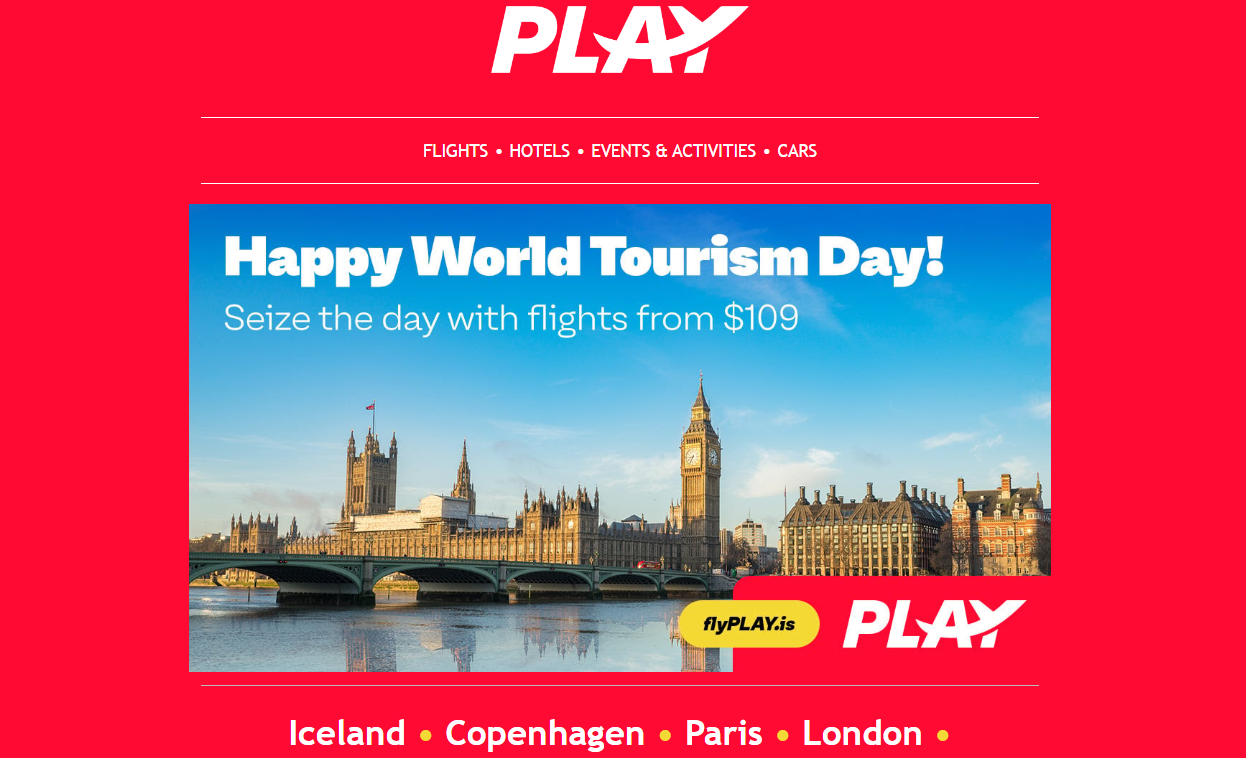 PLAY
FLIGHTS • HOTELS • EVENTS & ACTIVITIES • CARS
Happy World Tourism Day!
Seize the day with flights from $109
flyPLAY.is
PLAY
Iceland • Copenhagen • Paris • London •